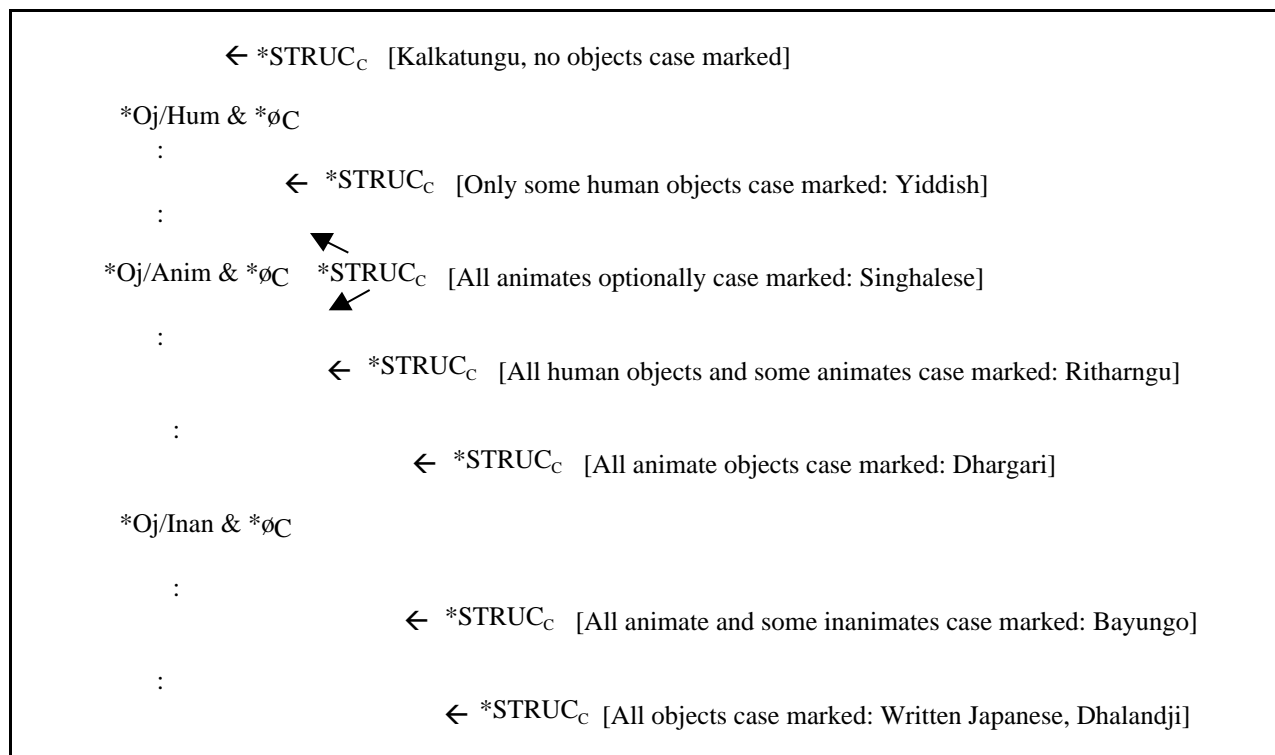 ← *STRUC_C [Kalkatungu, no objects case marked]
*Oj/Hum & *øC
:
← *STRUC_C [Only some human objects case marked: Yiddish]
:
*Oj/Anim & *øC *STRUC_C [All animates optionally case marked: Singhalese]
:
← *STRUC_C [All human objects and some animates case marked: Ritharngu]
:
← *STRUC_C [All animate objects case marked: Dhargari]
*Oj/Inan & *øC
:
← *STRUC_C [All animate and some inanimates case marked: Bayungo]
:
← *STRUC_C [All objects case marked: Written Japanese, Dhalandji]